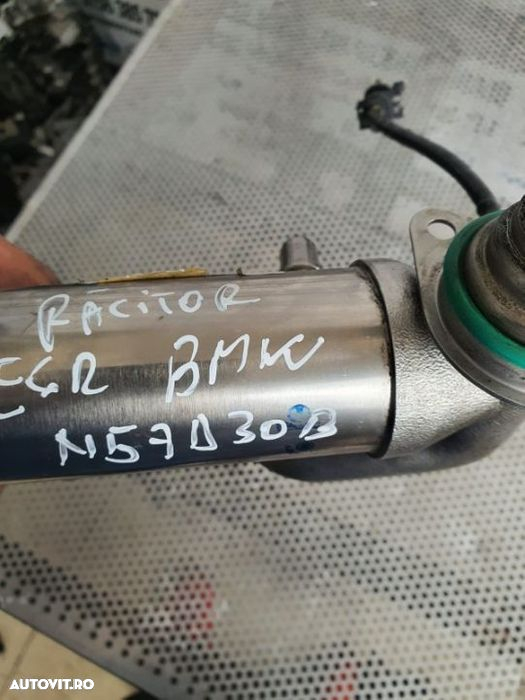 RACITOR
EGR BMW
N57D30B
AUTOVIT.RO